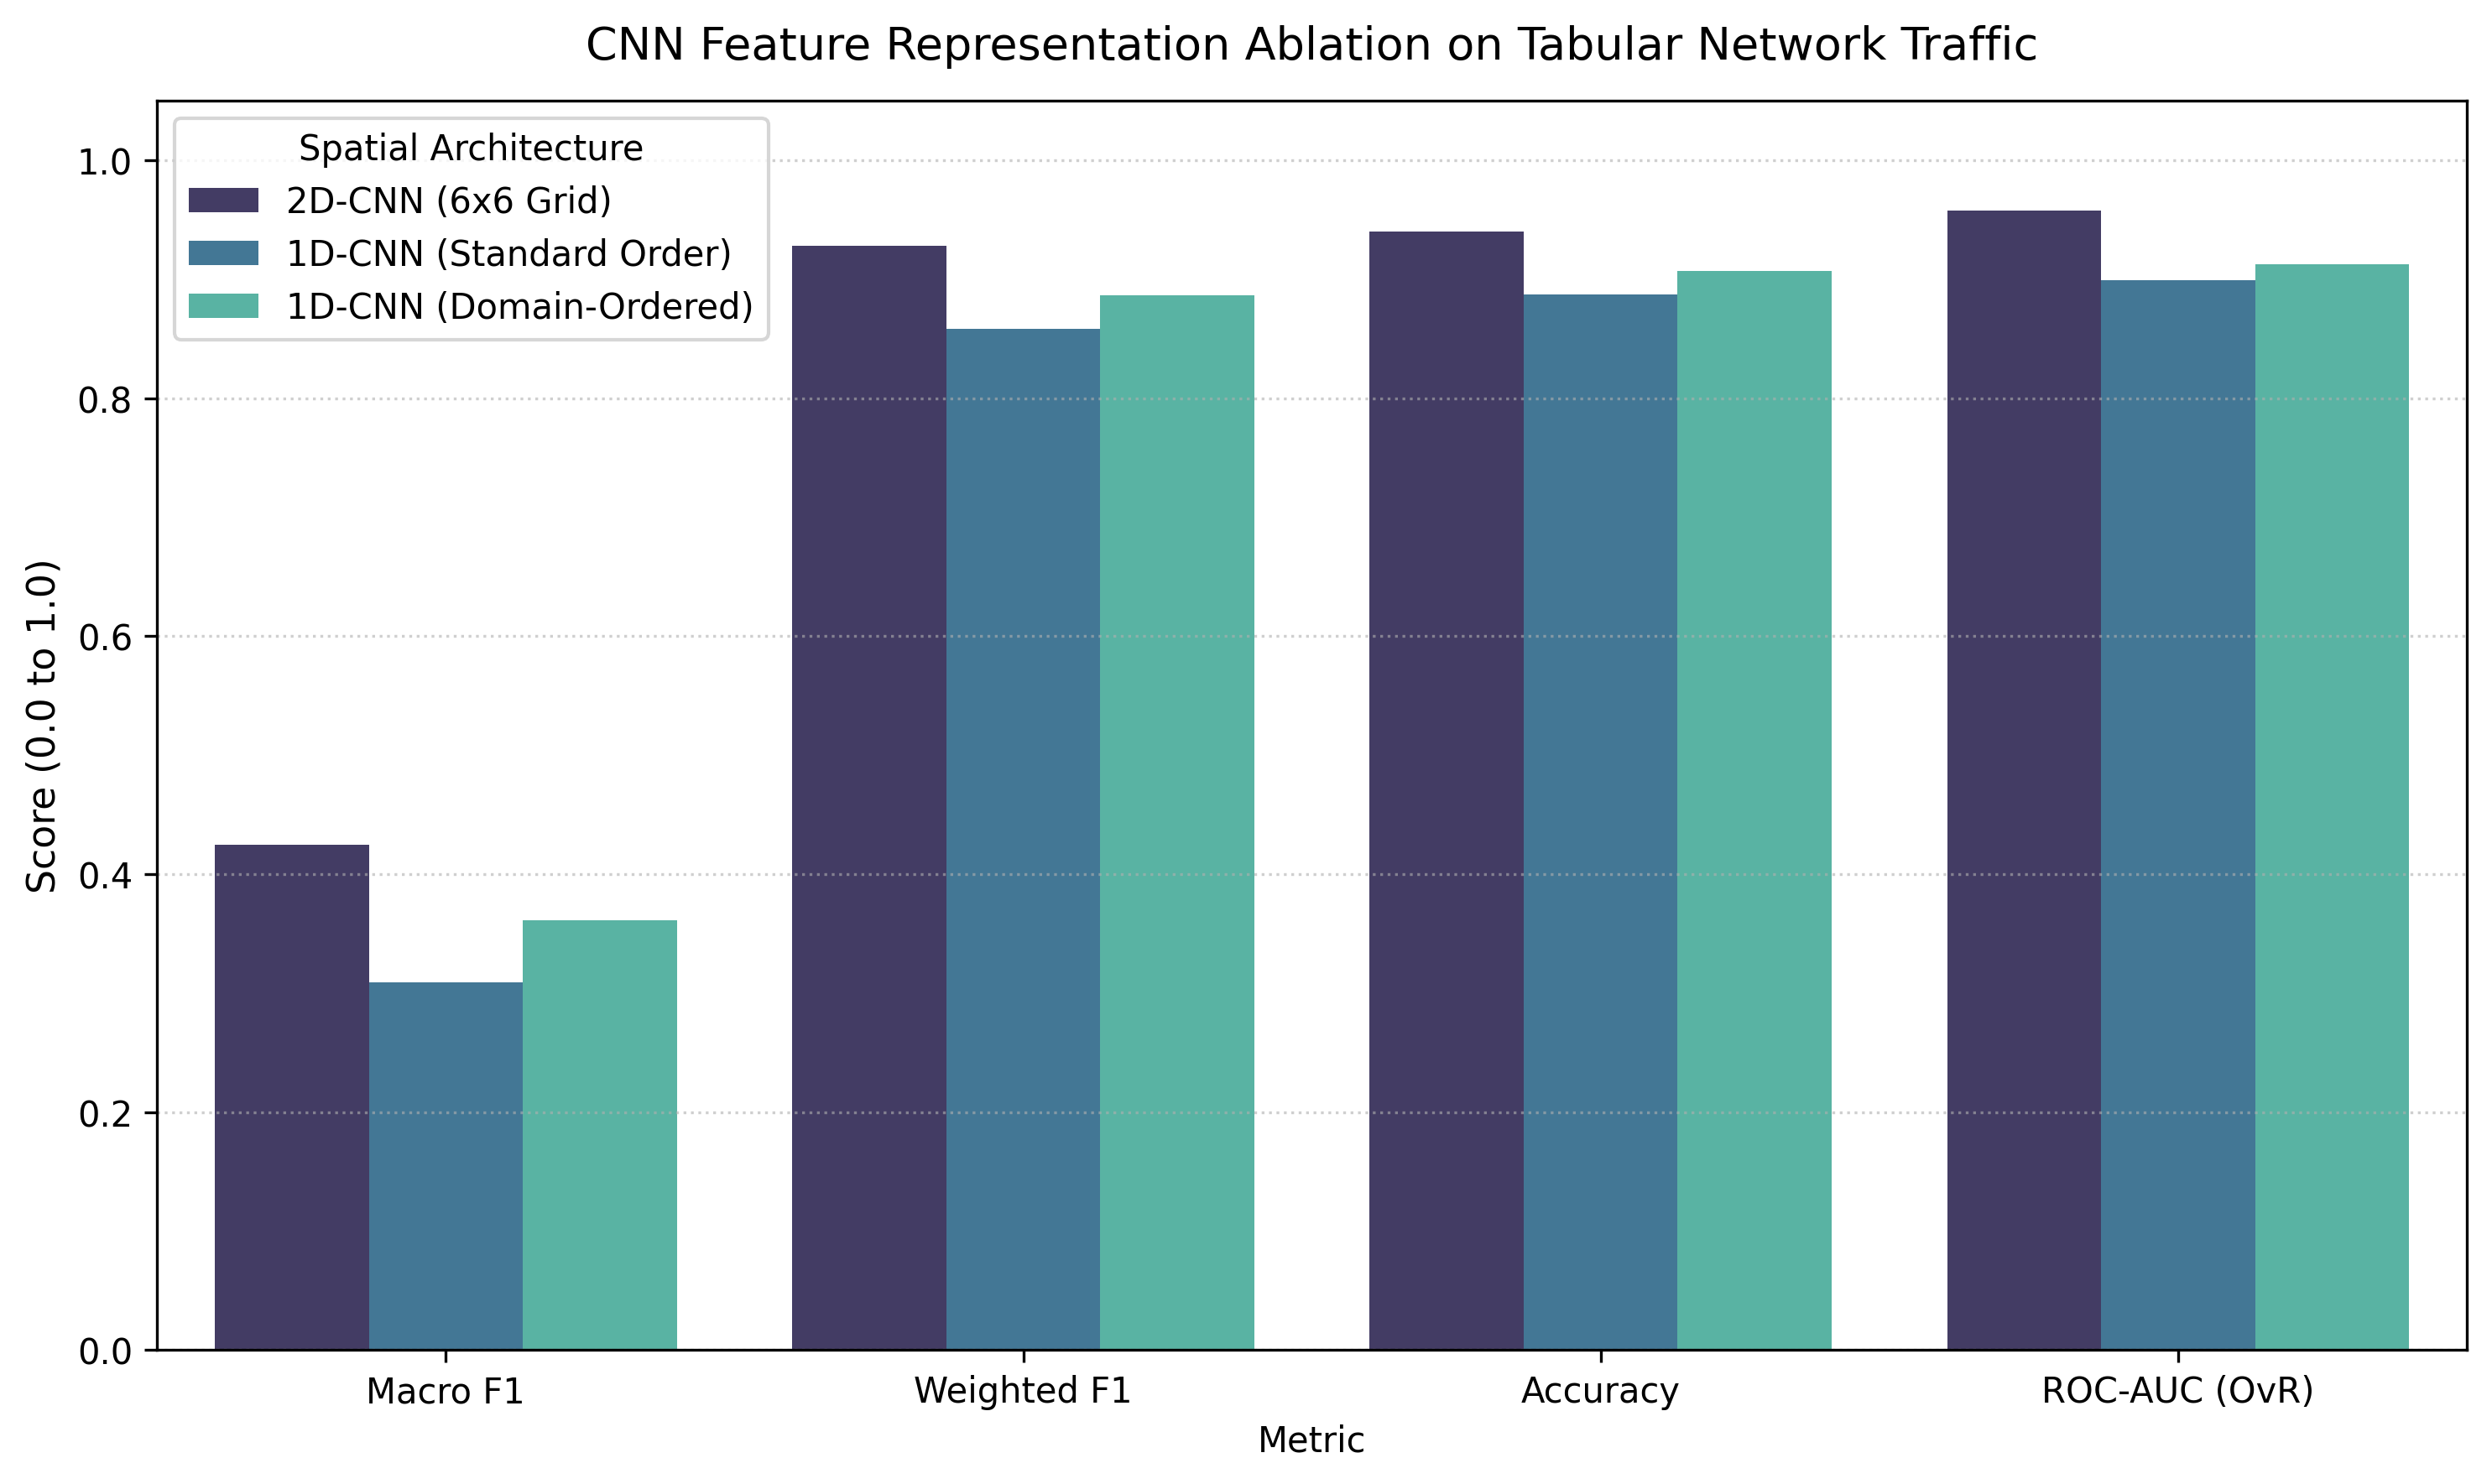 CNN Feature Representation Ablation on Tabular Network Traffic
Spatial Architecture
2D-CNN (6x6 Grid)
1D-CNN (Standard Order)
1D-CNN (Domain-Ordered)
Score (0.0 to 1.0)
1.0
0.8
0.6
0.4
0.2
0.0
Macro F1
Weighted F1
Accuracy
ROC-AUC (OvR)
Metric